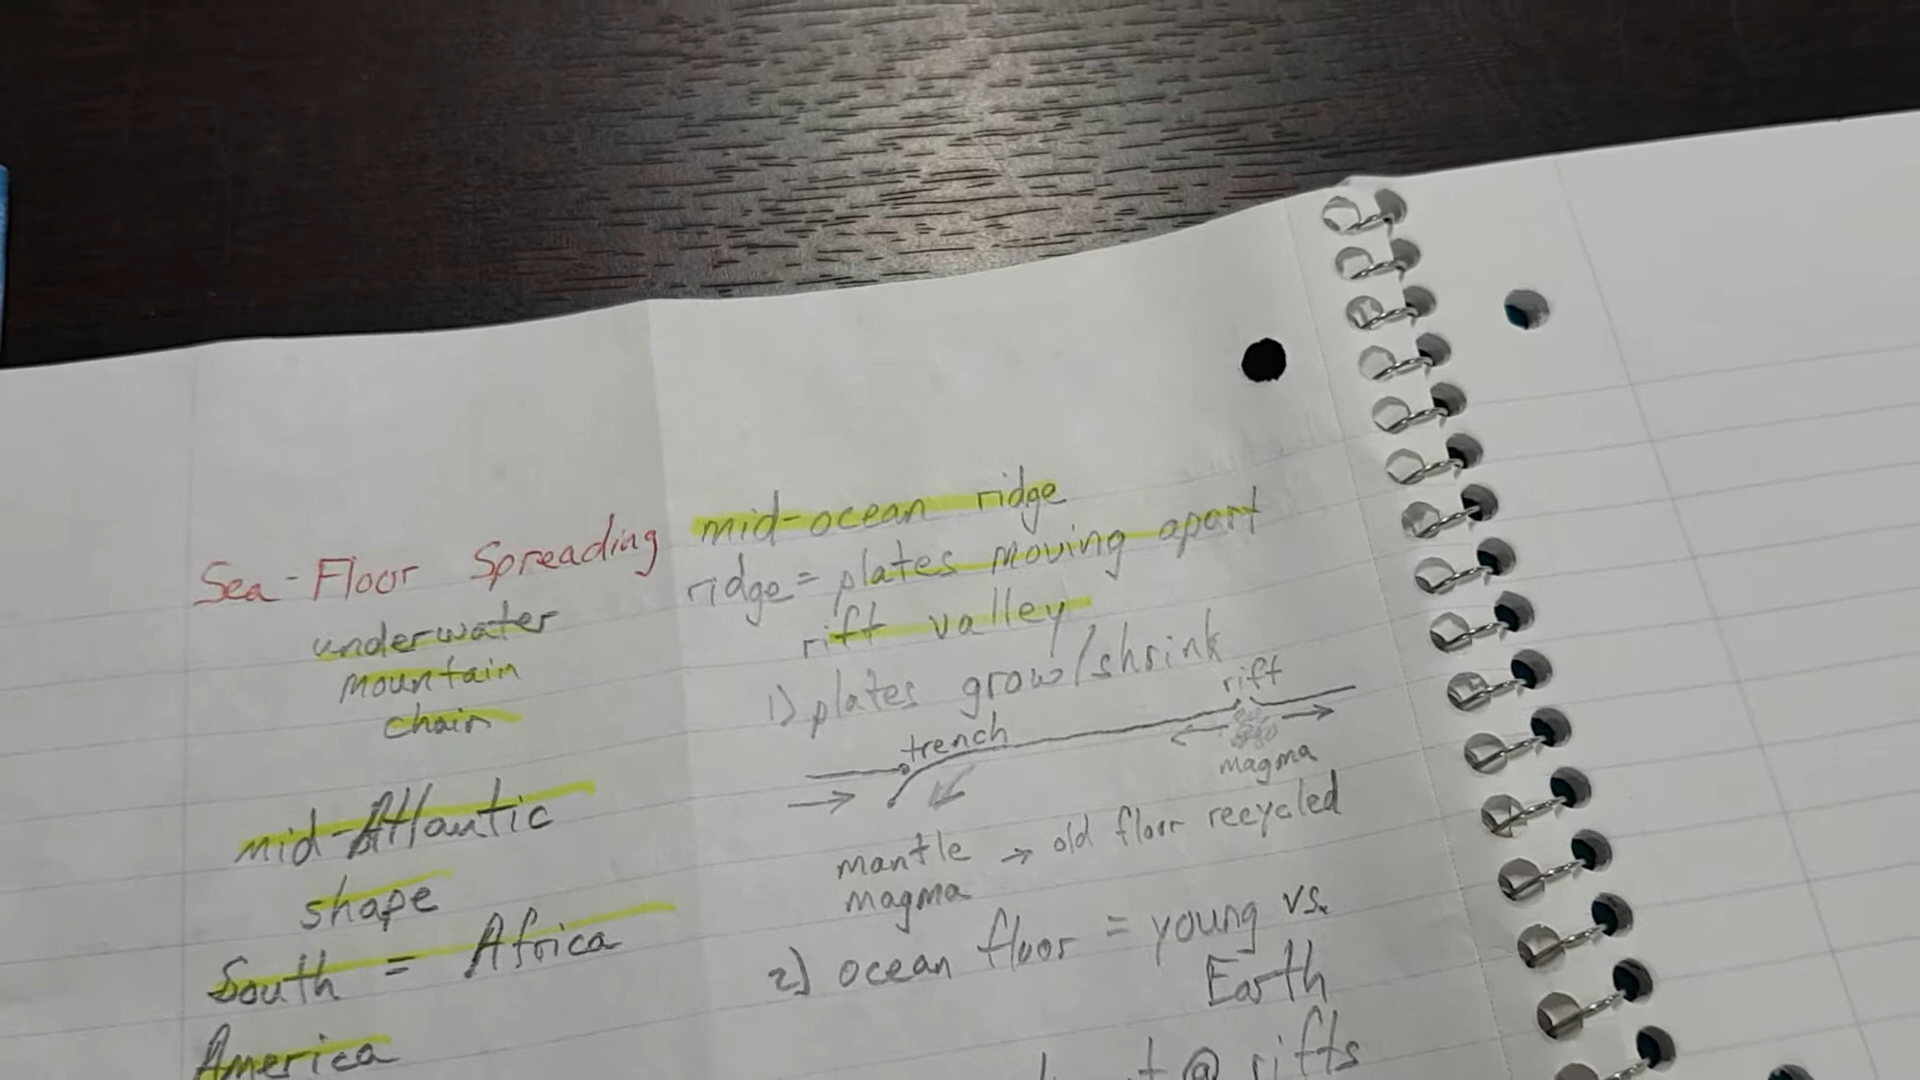 Sea-Floor Spreading
underwater
mountain
chain
mid-Atlantic
shape
South = Africa
America
mid-ocean ridge
ridge = plates moving apart
rift valley
1) plates grow/shrink
rift
trench
magma
mantle → old floor recycled
magma
2) ocean floor = young vs.
Earth
@ rifts